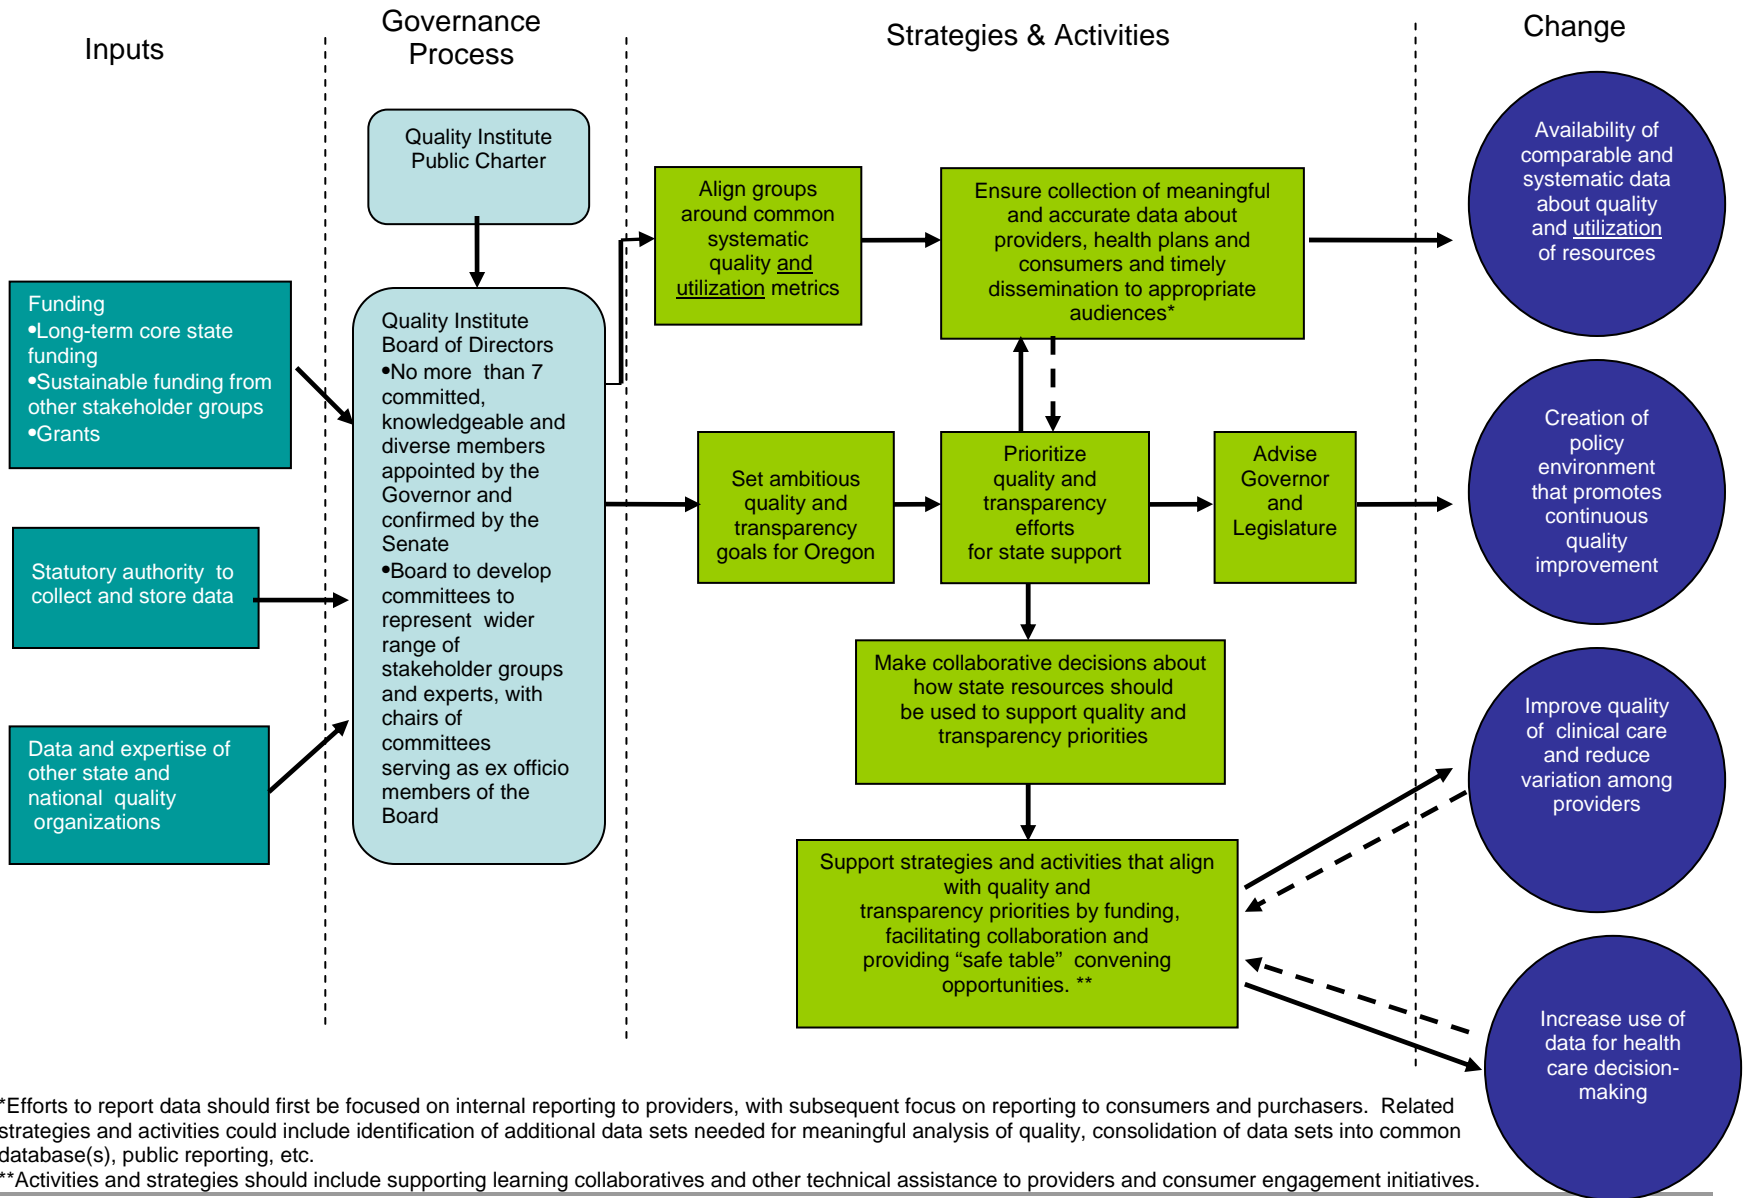 Inputs
Governance
Process
Strategies & Activities
Change
Quality Institute
Public Charter
Funding
•Long-term core state
funding
•Sustainable funding from
other stakeholder groups
•Grants
Statutory authority to
collect and store data
Data and expertise of
other state and
national quality
organizations
Quality Institute
Board of Directors
•No more than 7
committed,
knowledgeable and
diverse members
appointed by the
Governor and
confirmed by the
Senate
•Board to develop
committees to
represent wider
range of
stakeholder groups
and experts, with
chairs of
committees
serving as ex officio
members of the
Board
Align groups
around common
systematic
quality and
utilization metrics
Ensure collection of meaningful
and accurate data about
providers, health plans and
consumers and timely
dissemination to appropriate
audiences*
Set ambitious
quality and
transparency
goals for Oregon
Prioritize
quality and
transparency
efforts
for state support
Advise
Governor
and
Legislature
Make collaborative decisions about
how state resources should
be used to support quality and
transparency priorities
Support strategies and activities that align
with quality and
transparency priorities by funding,
facilitating collaboration and
providing “safe table” convening
opportunities. **
Availability of
comparable and
systematic data
about quality
and utilization
of resources
Creation of
policy
environment
that promotes
continuous
quality
improvement
Improve quality
of clinical care
and reduce
variation among
providers
Increase use of
data for health
care decision-
making
*Efforts to report data should first be focused on internal reporting to providers, with subsequent focus on reporting to consumers and purchasers. Related
strategies and activities could include identification of additional data sets needed for meaningful analysis of quality, consolidation of data sets into common
database(s), public reporting, etc.
**Activities and strategies should include supporting learning collaboratives and other technical assistance to providers and consumer engagement initiatives.